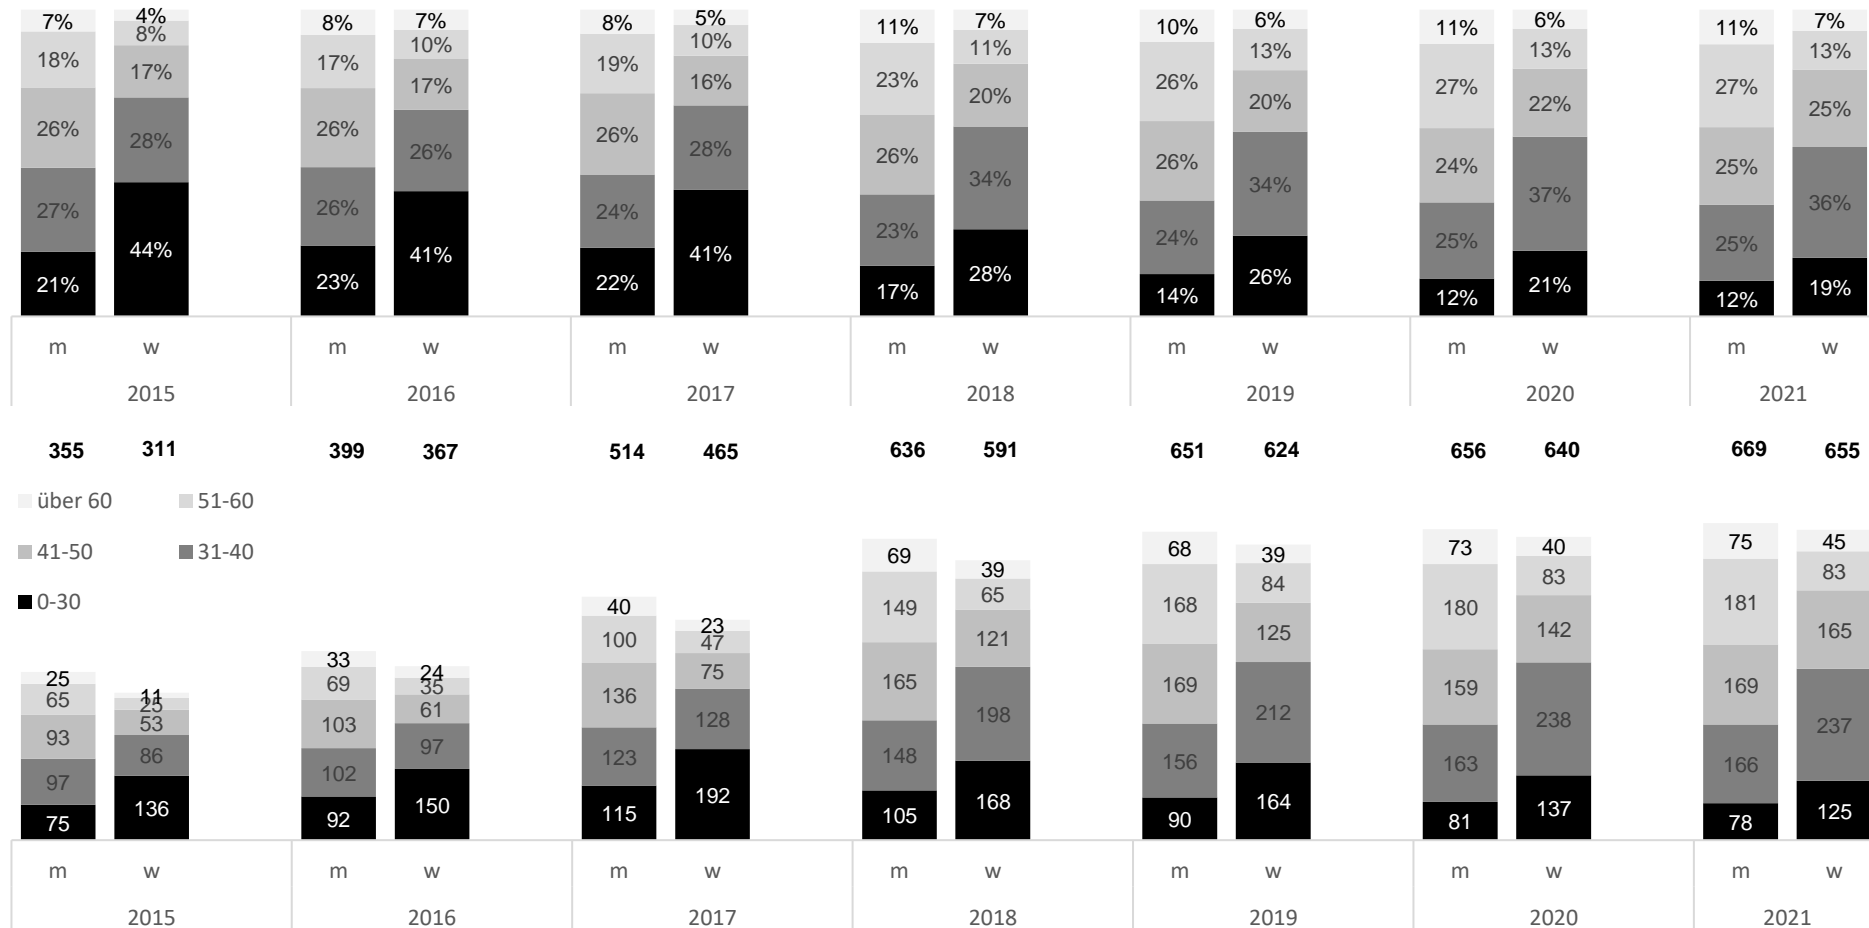 7% 4% 8% 7% 8% 5% 11% 7% 10% 6% 11% 6% 11% 7%
18% 8% 17% 10% 19% 10% 23% 11% 26% 13% 27% 13% 27% 13%
26% 17% 26% 17% 26% 16% 26% 20% 26% 20% 24% 22% 25% 25%
27% 28% 26% 26% 24% 28% 23% 34% 24% 34% 25% 37% 25% 36%
21% 44% 23% 41% 22% 41% 17% 28% 14% 26% 12% 21% 12% 19%
m w m w m w m w m w m w m w
2015 2016 2017 2018 2019 2020 2021
355 311 399 367 514 465 636 591 651 624 656 640 669 655
über 60 51-60
41-50 31-40
0-30
25 11 33 24 40 23 69 39 68 39 73 40 75 45
65 25 69 35 100 47 149 65 168 84 180 83 181 83
93 53 103 61 136 75 165 121 169 125 159 142 169 165
97 86 102 97 123 128 148 198 156 212 163 238 166 237
75 136 92 150 115 192 105 168 90 164 81 137 78 125
m w m w m w m w m w m w m w
2015 2016 2017 2018 2019 2020 2021